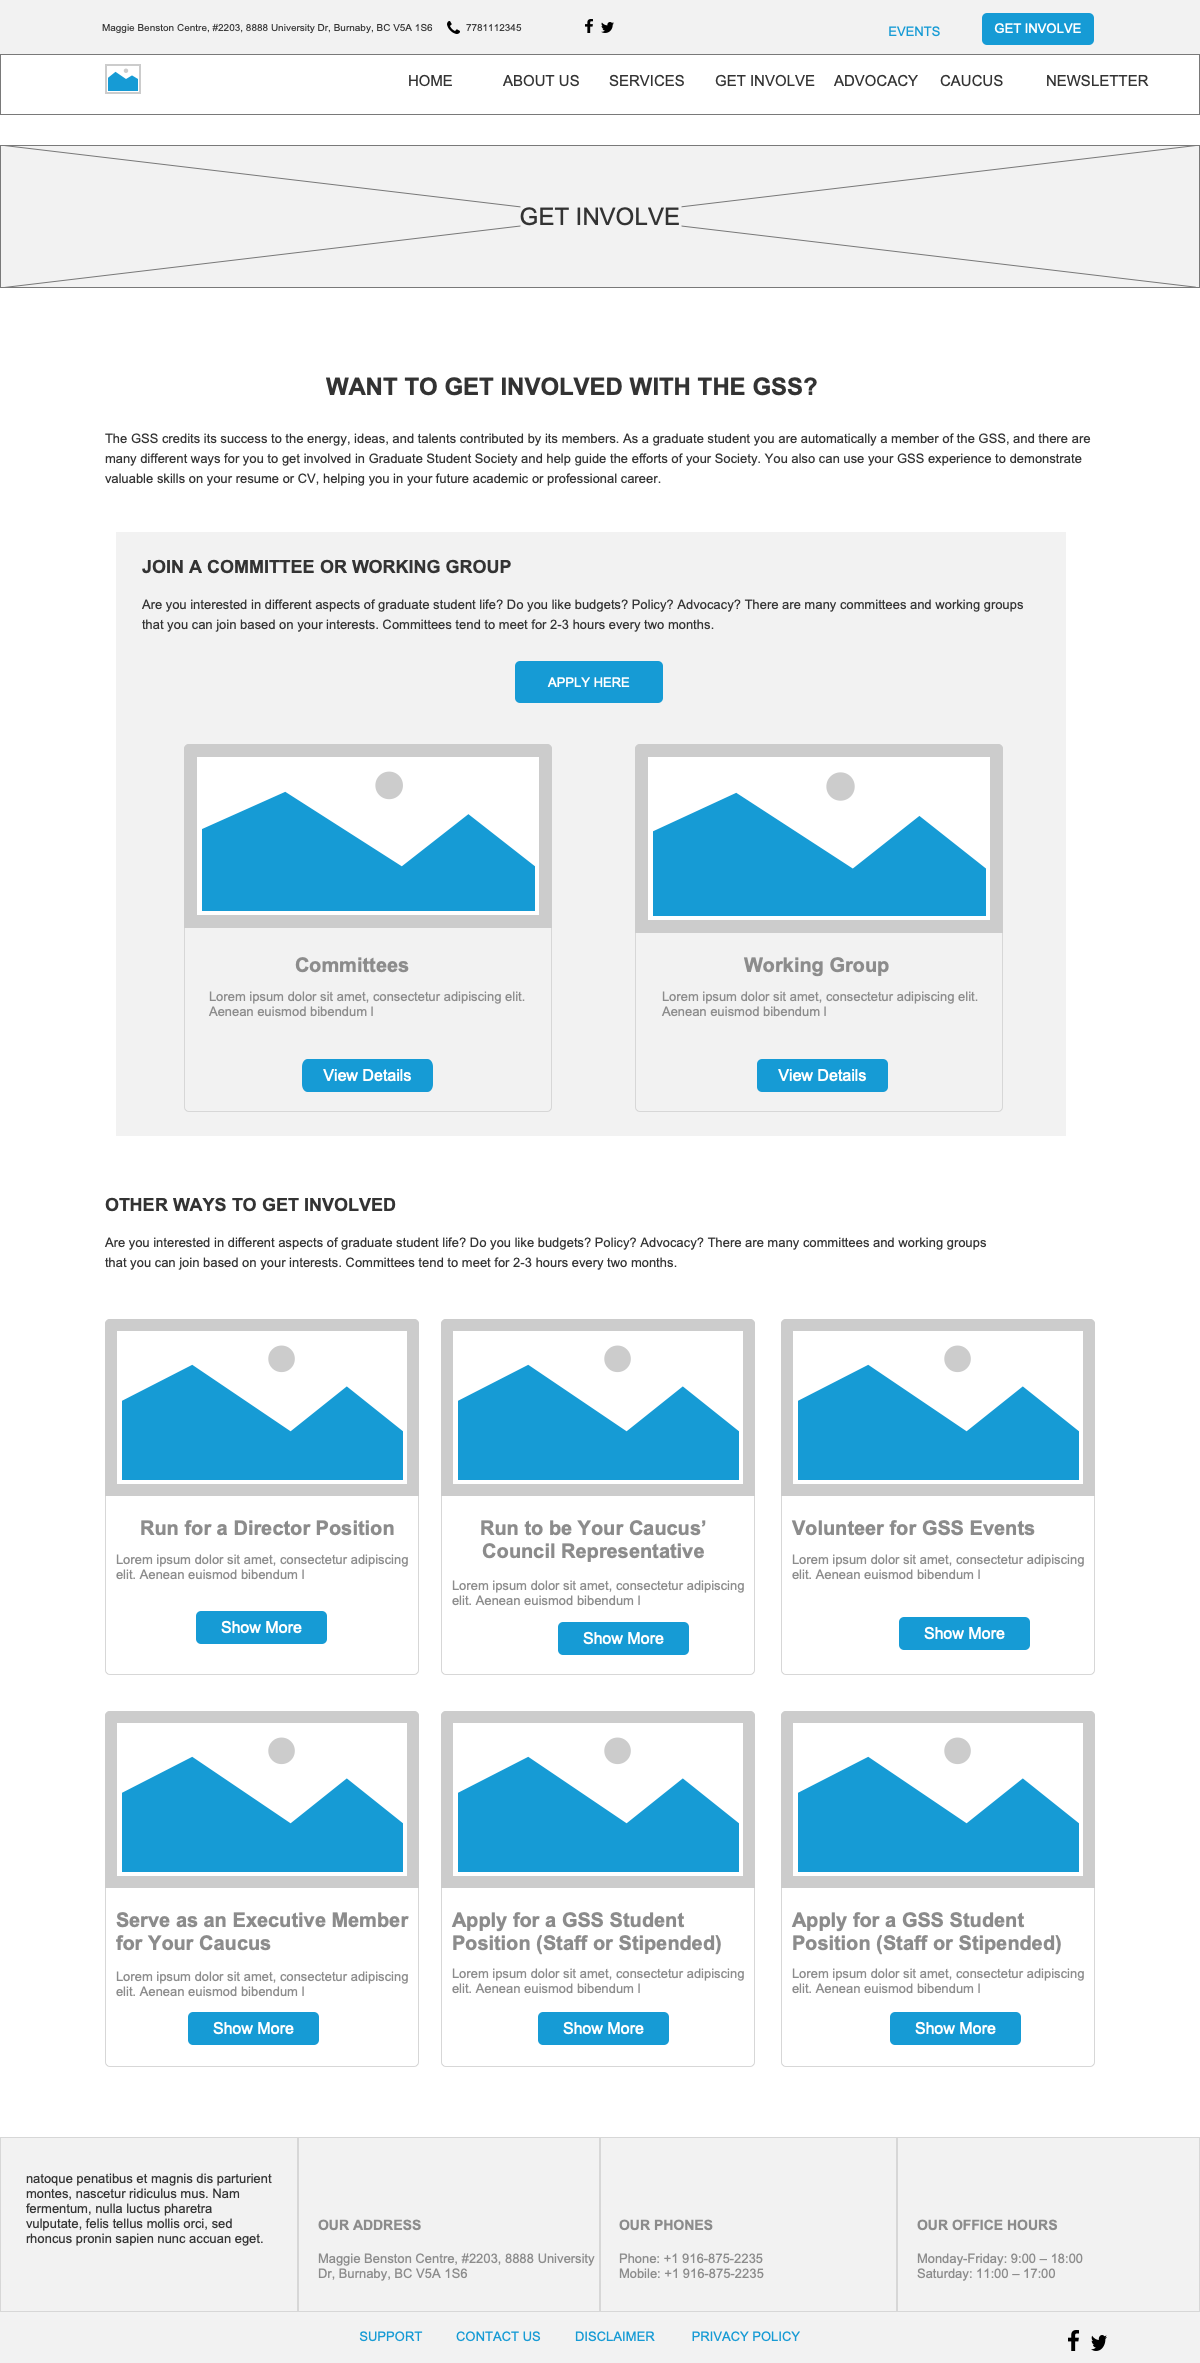 Maggie Benston Centre, #2203, 8888 University Dr, Burnaby, BC V5A 1S6
7781112345
EVENTS
GET INVOLVE
HOME
ABOUT US
SERVICES
GET INVOLVE
ADVOCACY
CAUCUS
NEWSLETTER
GET INVOLVE
WANT TO GET INVOLVED WITH THE GSS?
The GSS credits its success to the energy, ideas, and talents contributed by its members. As a graduate student you are automatically a member of the GSS, and there are
many different ways for you to get involved in Graduate Student Society and help guide the efforts of your Society. You also can use your GSS experience to demonstrate
valuable skills on your resume or CV, helping you in your future academic or professional career.
JOIN A COMMITTEE OR WORKING GROUP
Are you interested in different aspects of graduate student life? Do you like budgets? Policy? Advocacy? There are many committees and working groups
that you can join based on your interests. Committees tend to meet for 2-3 hours every two months.
APPLY HERE
Committees
Lorem ipsum dolor sit amet, consectetur adipiscing elit.
Aenean euismod bibendum l
View Details
Working Group
Lorem ipsum dolor sit amet, consectetur adipiscing elit.
Aenean euismod bibendum l
View Details
OTHER WAYS TO GET INVOLVED
Are you interested in different aspects of graduate student life? Do you like budgets? Policy? Advocacy? There are many committees and working groups
that you can join based on your interests. Committees tend to meet for 2-3 hours every two months.
Run for a Director Position
Lorem ipsum dolor sit amet, consectetur adipiscing
elit. Aenean euismod bibendum l
Show More
Run to be Your Caucus’
Council Representative
Lorem ipsum dolor sit amet, consectetur adipiscing
elit. Aenean euismod bibendum l
Show More
Volunteer for GSS Events
Lorem ipsum dolor sit amet, consectetur adipiscing
elit. Aenean euismod bibendum l
Show More
Serve as an Executive Member
for Your Caucus
Lorem ipsum dolor sit amet, consectetur adipiscing
elit. Aenean euismod bibendum l
Show More
Apply for a GSS Student
Position (Staff or Stipended)
Lorem ipsum dolor sit amet, consectetur adipiscing
elit. Aenean euismod bibendum l
Show More
Apply for a GSS Student
Position (Staff or Stipended)
Lorem ipsum dolor sit amet, consectetur adipiscing
elit. Aenean euismod bibendum l
Show More
natoque penatibus et magnis dis parturient
montes, nascetur ridiculus mus. Nam
fermentum, nulla luctus pharetra
vulputate, felis tellus mollis orci, sed
rhoncus pronin sapien nunc accuan eget.
OUR ADDRESS
Maggie Benston Centre, #2203, 8888 University
Dr, Burnaby, BC V5A 1S6
OUR PHONES
Phone: +1 916-875-2235
Mobile: +1 916-875-2235
OUR OFFICE HOURS
Monday-Friday: 9:00 – 18:00
Saturday: 11:00 – 17:00
SUPPORT
CONTACT US
DISCLAIMER
PRIVACY POLICY